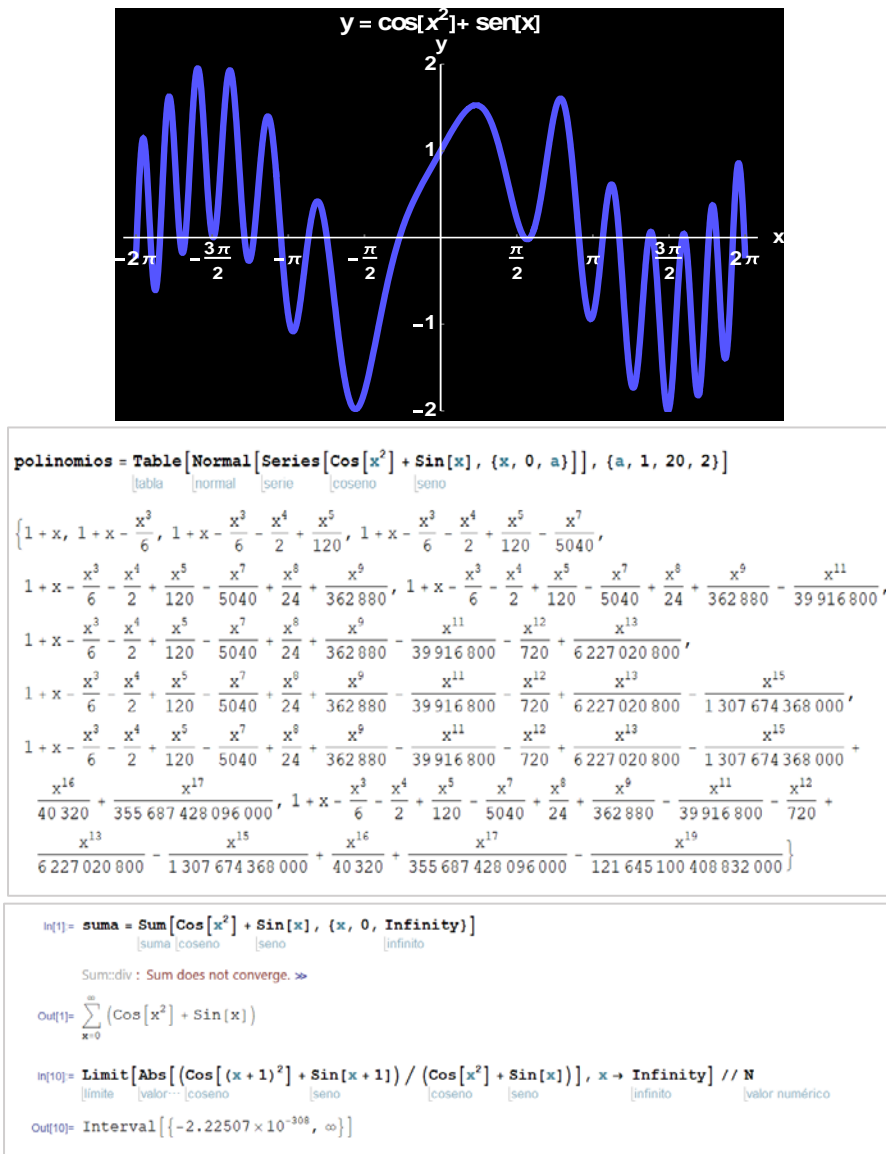 y = cos[x²]+ sen[x]
y
2
1
x
−2π −3π/2 −π −π/2 π/2 π 3π/2 2π
−1
−2
polinomios = Table[Normal[Series[Cos[x²] + Sin[x], {x, 0, a}]], {a, 1, 20, 2}]
tabla normal serie coseno seno
{1 + x, 1 + x − x³/6, 1 + x − x³/6 − x⁴/2 + x⁵/120, 1 + x − x³/6 − x⁴/2 + x⁵/120 − x⁷/5040,
1 + x − x³/6 − x⁴/2 + x⁵/120 − x⁷/5040 + x⁸/24 + x⁹/362 880, 1 + x − x³/6 − x⁴/2 + x⁵/120 − x⁷/5040 + x⁸/24 + x⁹/362 880 − x¹¹/39 916 800,
1 + x − x³/6 − x⁴/2 + x⁵/120 − x⁷/5040 + x⁸/24 + x⁹/362 880 − x¹¹/39 916 800 − x¹²/720 + x¹³/6 227 020 800,
1 + x − x³/6 − x⁴/2 + x⁵/120 − x⁷/5040 + x⁸/24 + x⁹/362 880 − x¹¹/39 916 800 − x¹²/720 + x¹³/6 227 020 800 − x¹⁵/1 307 674 368 000,
1 + x − x³/6 − x⁴/2 + x⁵/120 − x⁷/5040 + x⁸/24 + x⁹/362 880 − x¹¹/39 916 800 − x¹²/720 + x¹³/6 227 020 800 − x¹⁵/1 307 674 368 000 +
x¹⁶/40 320 + x¹⁷/355 687 428 096 000, 1 + x − x³/6 − x⁴/2 + x⁵/120 − x⁷/5040 + x⁸/24 + x⁹/362 880 − x¹¹/39 916 800 − x¹²/720 +
x¹³/6 227 020 800 − x¹⁵/1 307 674 368 000 + x¹⁶/40 320 + x¹⁷/355 687 428 096 000 − x¹⁹/121 645 100 408 832 000}
In[1]:= suma = Sum[Cos[x²] + Sin[x], {x, 0, Infinity}]
suma coseno seno infinito
Sum::div : Sum does not converge. ≫
Out[1]= ∑ x=0 ∞ (Cos[x²] + Sin[x])
In[10]:= Limit[Abs[(Cos[(x + 1)²] + Sin[x + 1]) / (Cos[x²] + Sin[x])], x → Infinity] // N
límite valor··· coseno seno coseno seno infinito valor numérico
Out[10]= Interval[{−2.22507 × 10⁻³⁰⁸, ∞}]